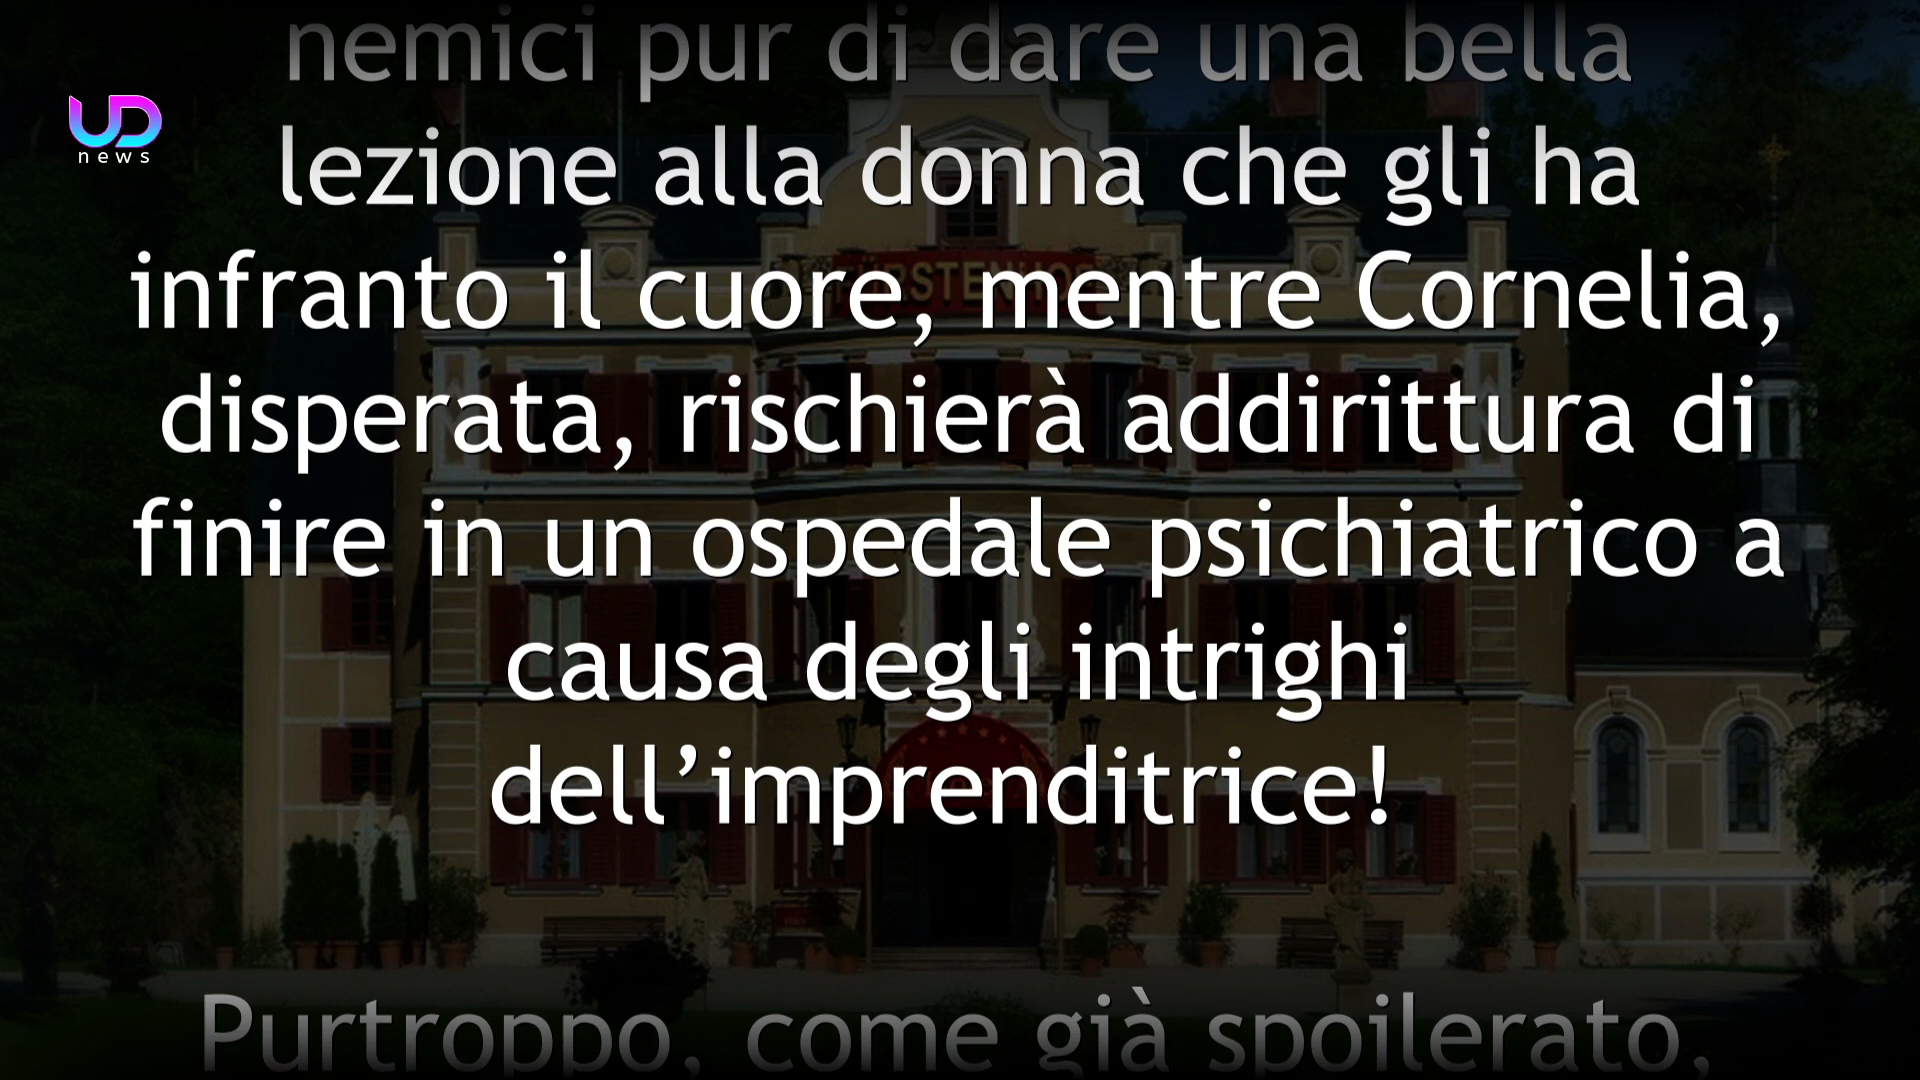 nemici pur di dare una bella
UD
news
lezione alla donna che gli ha
FÜRSTENHOF
infranto il cuore, mentre Cornelia,
disperata, rischierà addirittura di
finire in un ospedale psichiatrico a
causa degli intrighi
dell’imprenditrice!
Purtroppo, come già spoilerato,